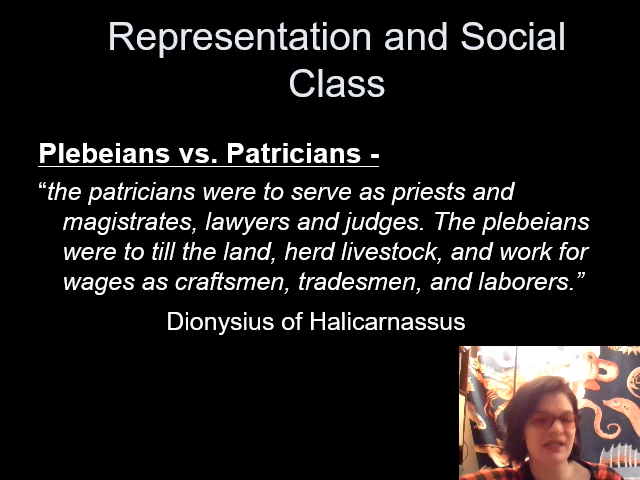 Representation and Social
Class
Plebeians vs. Patricians -
“the patricians were to serve as priests and
magistrates, lawyers and judges. The plebeians
were to till the land, herd livestock, and work for
wages as craftsmen, tradesmen, and laborers.”
Dionysius of Halicarnassus